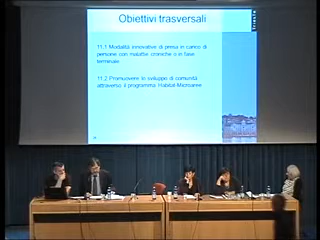 Obiettivi trasversali
11.1 Modalità innovative di presa in carico di
persone con malattie croniche o in fase
terminale.
11.2 Promuovere lo sviluppo di comunità
attraverso il programma Habitat-Microaree